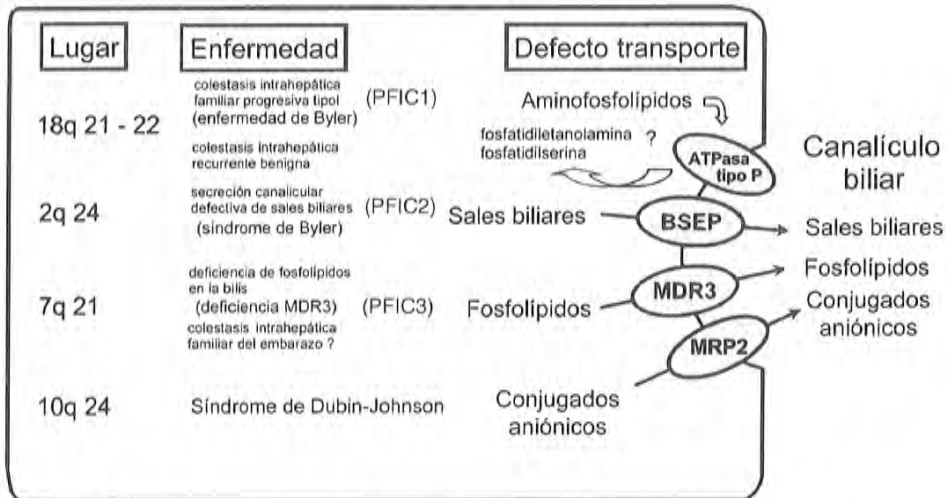 Lugar
Enfermedad
Defecto transporte
18q 21 - 22
colestasis intrahepática
familiar progresiva tipoI (PFIC1)
(enfermedad de Byler)
colestasis intrahepática
recurrente benigna
Aminofosfolípidos
fosfatidiletanolamina ?
fosfatidilserina
ATPasa
tipo P
Canalículo
biliar
2q 24
secreción canalicular
defectiva de sales biliares (PFIC2)
(síndrome de Byler)
Sales biliares
BSEP
Sales biliares
7q 21
deficiencia de fosfolípidos
en la bilis
(deficiencia MDR3) (PFIC3)
colestasis intrahepática
familiar del embarazo ?
Fosfolípidos
MDR3
Fosfolípidos
MRP2
Conjugados
aniónicos
10q 24
Síndrome de Dubin-Johnson
Conjugados
aniónicos